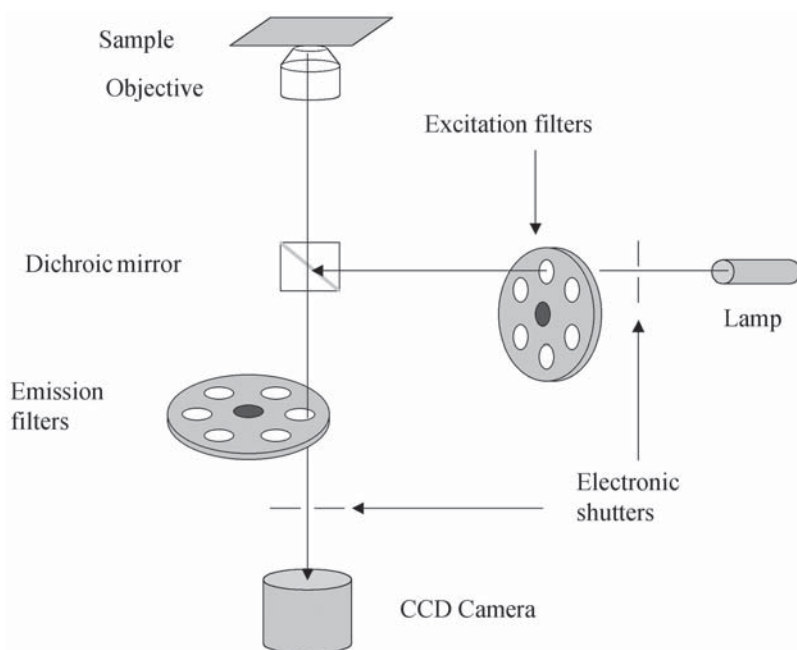 Sample
Objective
Excitation filters
Dichroic mirror
Lamp
Emission
filters
Electronic
shutters
CCD Camera